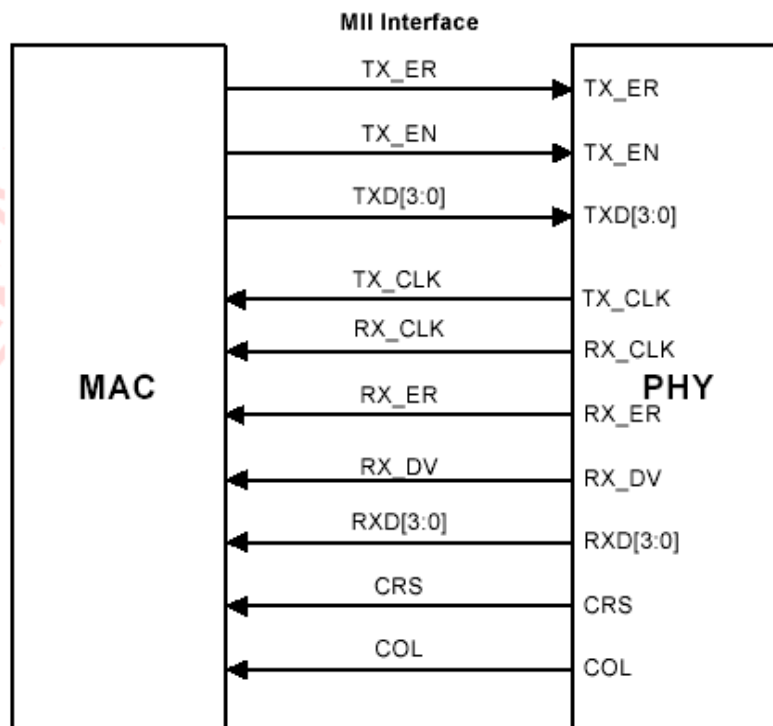 MII Interface
TX_ER
TX_ER
TX_EN
TX_EN
TXD[3:0]
TXD[3:0]
TX_CLK
TX_CLK
RX_CLK
RX_CLK
MAC
PHY
RX_ER
RX_ER
RX_DV
RX_DV
RXD[3:0]
RXD[3:0]
CRS
CRS
COL
COL